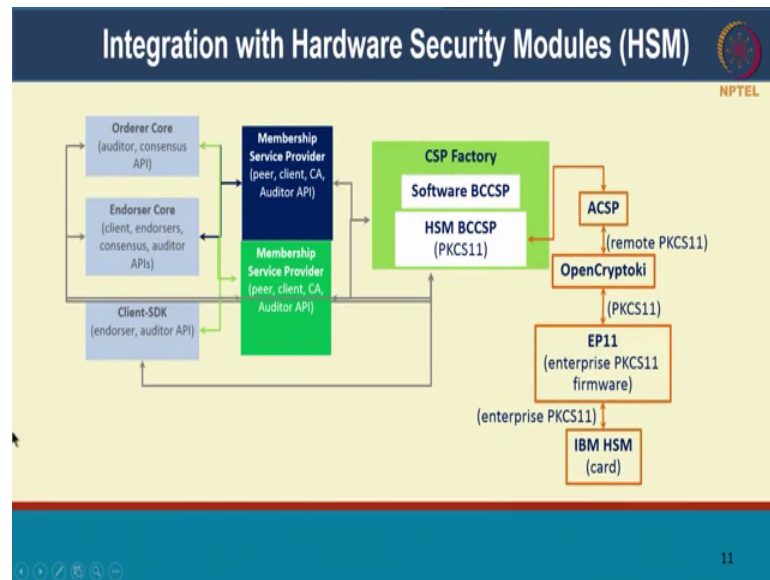 Integration with Hardware Security Modules (HSM)
NPTEL
Orderer Core
(auditor, consensus
API)
Endorser Core
(client, endorsers,
consensus, auditor
APIs)
Client-SDK
(endorser, auditor API)
Membership
Service Provider
(peer, client, CA,
Auditor API)
Membership
Service Provider
(peer, client, CA,
Auditor API)
CSP Factory
Software BCCSP
HSM BCCSP
(PKCS11)
ACSP
(remote PKCS11)
OpenCryptoki
(PKCS11)
EP11
(enterprise PKCS11
firmware)
(enterprise PKCS11)
IBM HSM
(card)
11